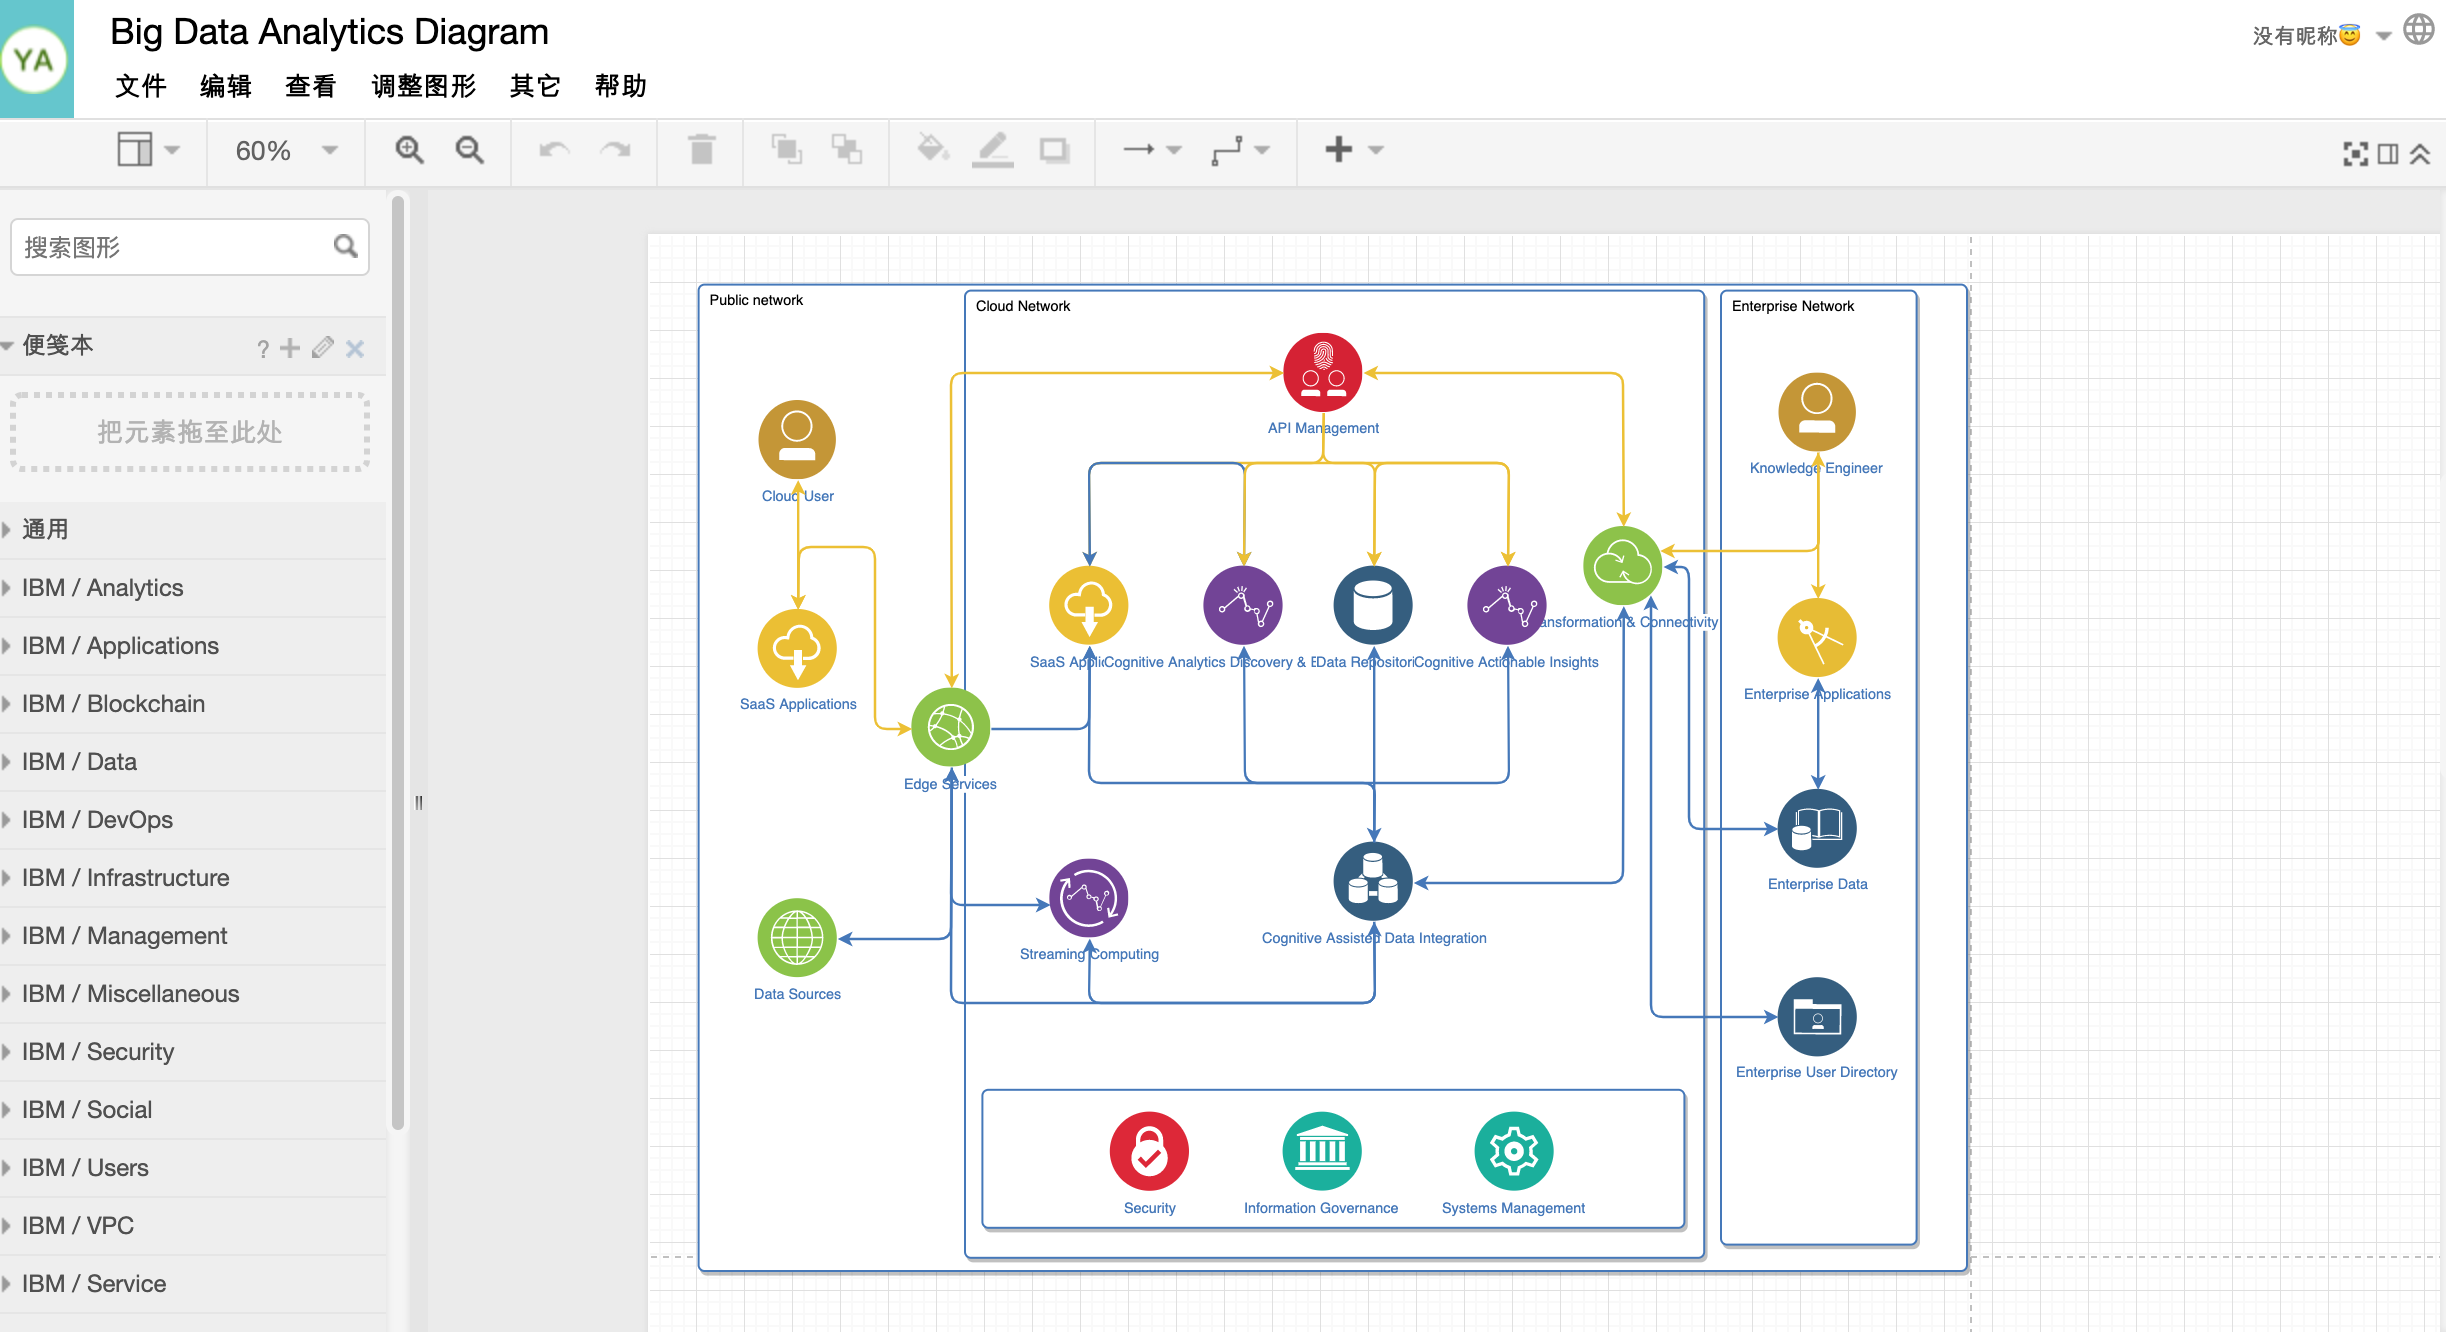 YA
Big Data Analytics Diagram
没有昵称😇
文件 编辑 查看 调整图形 其它 帮助
60%
搜索图形
便笺本
?
把元素拖至此处
通用
IBM / Analytics
IBM / Applications
IBM / Blockchain
IBM / Data
IBM / DevOps
IBM / Infrastructure
IBM / Management
IBM / Miscellaneous
IBM / Security
IBM / Social
IBM / Users
IBM / VPC
IBM / Service
Public network
Cloud Network
Enterprise Network
API Management
Knowledge Engineer
Cloud User
ansformation & Connectivity
SaaS Appli
Cognitive Analytics Discovery & E
Data Repositori
Cognitive Actionable Insights
Enterprise Applications
SaaS Applications
Edge Services
Enterprise Data
Cognitive Assisted Data Integration
Streaming Computing
Data Sources
Enterprise User Directory
Security
Information Governance
Systems Management